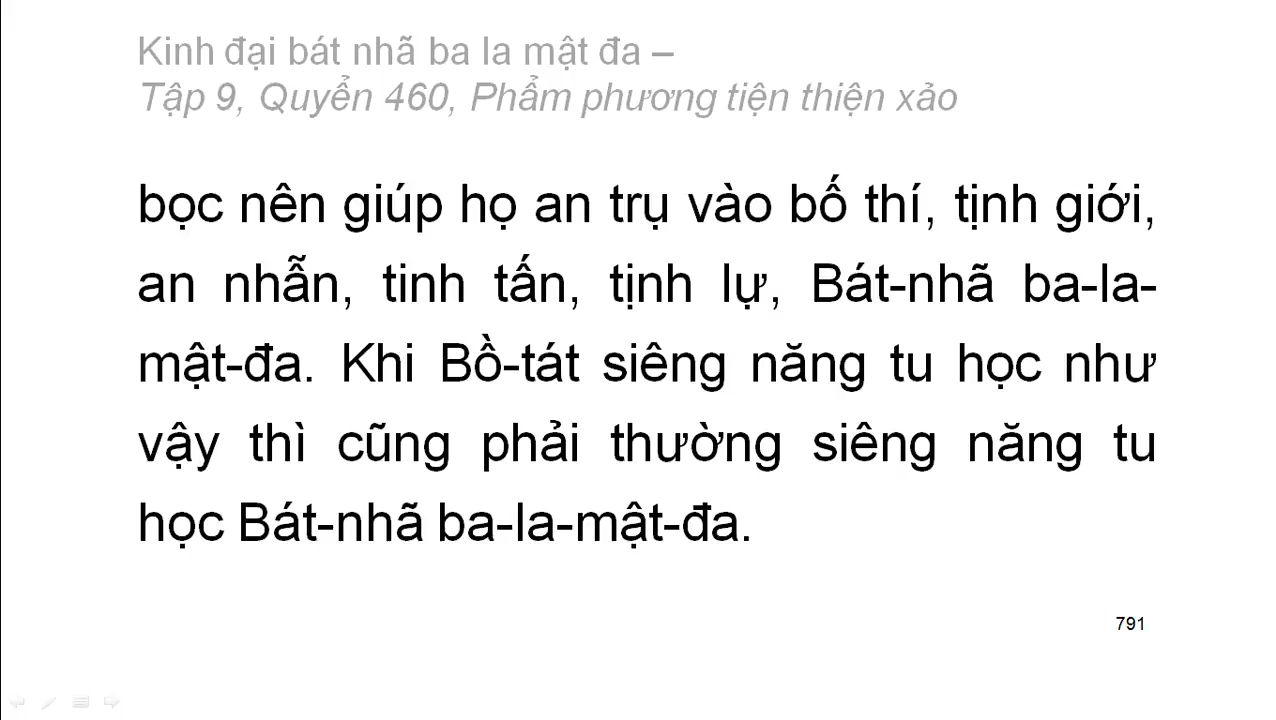 Kinh đại bát nhã ba la mật đa –
Tập 9, Quyển 460, Phẩm phương tiện thiện xảo
bọc nên giúp họ an trụ vào bố thí, tịnh giới,
an nhẫn, tinh tấn, tịnh lự, Bát-nhã ba-la-
mật-đa. Khi Bồ-tát siêng năng tu học như
vậy thì cũng phải thường siêng năng tu
học Bát-nhã ba-la-mật-đa.
791